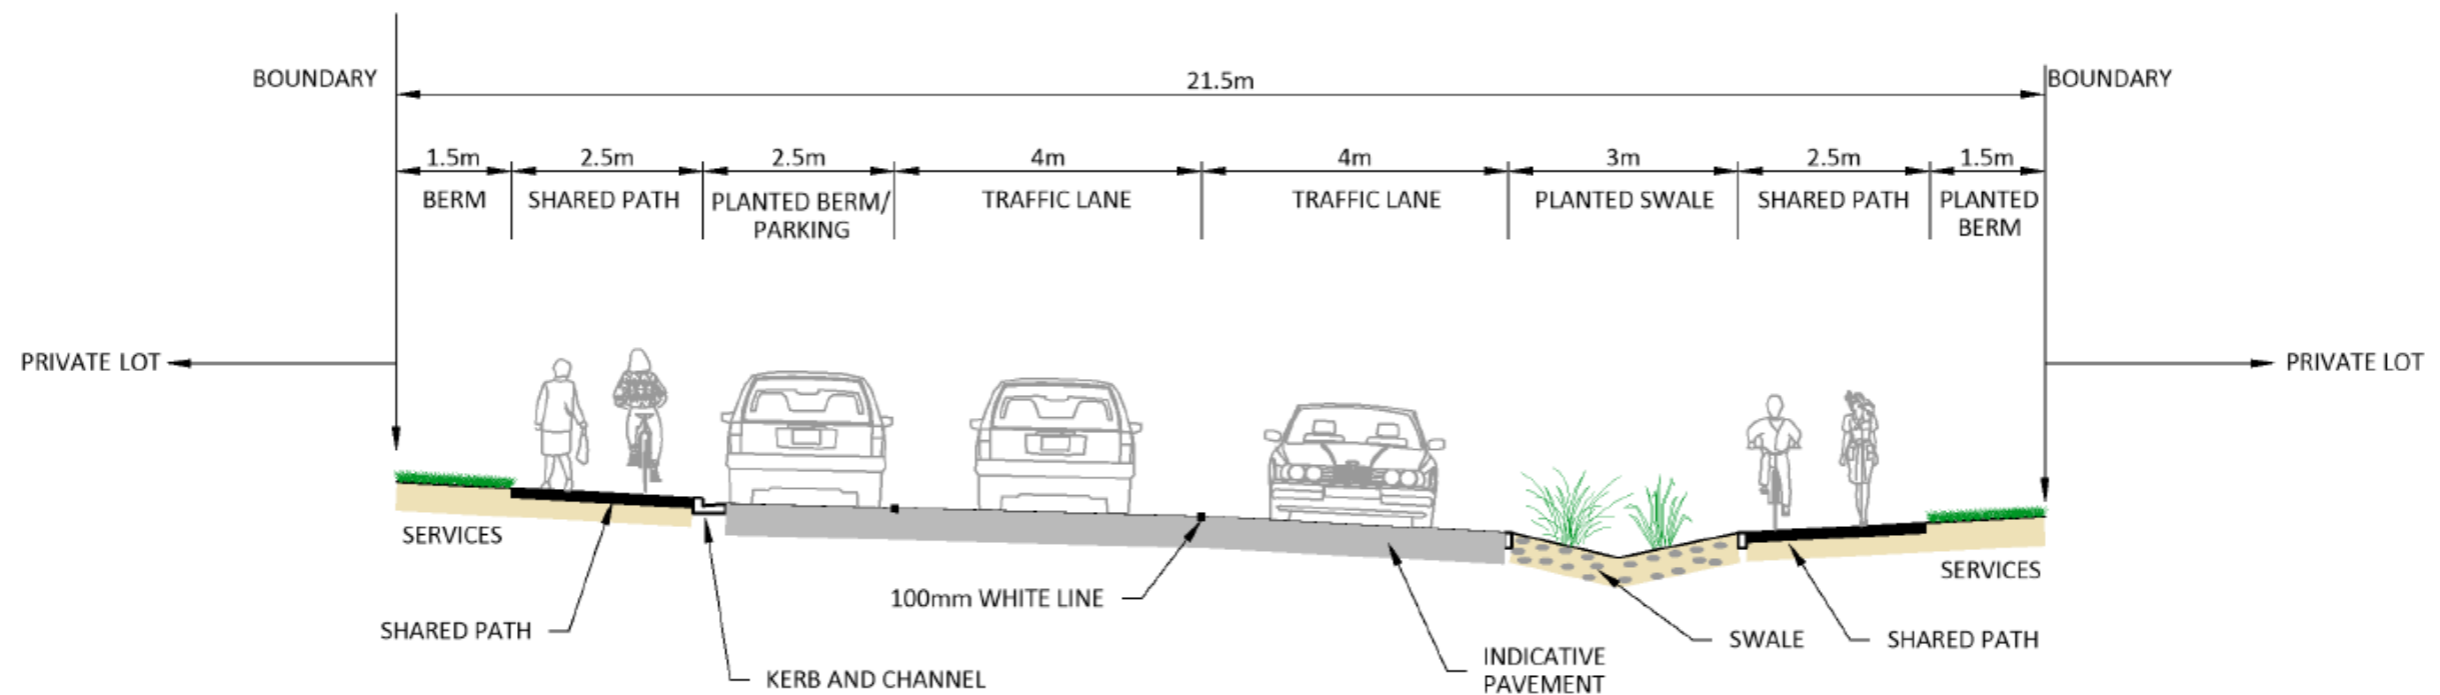 BOUNDARY
21.5m
BOUNDARY
1.5m
2.5m
2.5m
4m
4m
3m
2.5m
1.5m
BERM
SHARED PATH
PLANTED BERM/
PARKING
TRAFFIC LANE
TRAFFIC LANE
PLANTED SWALE
SHARED PATH
PLANTED
BERM
PRIVATE LOT
PRIVATE LOT
SERVICES
SERVICES
100mm WHITE LINE
SHARED PATH
SWALE
SHARED PATH
KERB AND CHANNEL
INDICATIVE
PAVEMENT